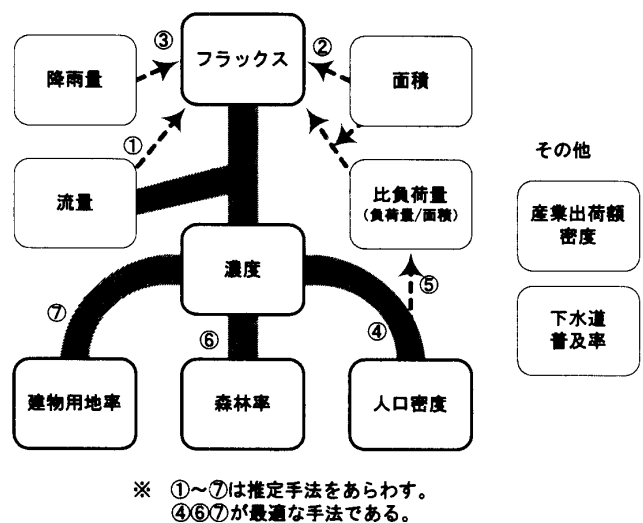 ③
フラックス
②
降雨量
面積
①
その他
流量
比負荷量
(負荷量/面積)
産業出荷額
密度
濃度
⑤
⑦
⑥
④
下水道
普及率
建物用地率
森林率
人口密度
※ ①～⑦は推定手法をあらわす。
④⑥⑦が最適な手法である。